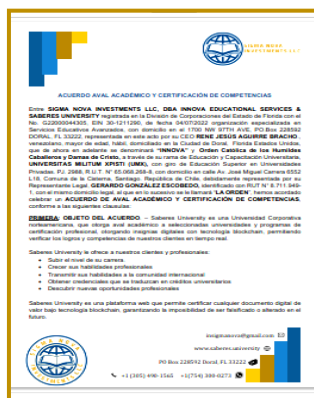 SIGMA NOVA
INVESTMENTS LLC
ACUERDO AVAL ACADÉMICO Y CERTIFICACIÓN DE COMPETENCIAS
Entre SIGMA NOVA INVESTMENTS LLC, DBA INNOVA EDUCATIONAL SERVICES &
SABERES UNIVERSITY registrada en la División de Corporaciones del Estado de Florida con el
No. G22000044305, EIN 30-1211290, de fecha 04/07/2022 organización especializada en
Servicios Educativos Avanzados, con domicilio en el 1700 NW 97TH AVE. PO.Box 228592
DORAL, FL 33222, representada en este acto por su CEO RENE JESUS AGUIRRE BRACHO,
venezolano, mayor de edad, hábil, domiciliado en la Ciudad de Doral, Florida Estados Unidos,
que de ahora en adelante se denominará "INNOVA" y Orden Católica de los Humildes
Caballeros y Damas de Cristo, a través de su rama de Educación y Capacitación Universitaria,
UNIVERSITAS MILITUM XPISTI (UMX), con giro de Educación Superior en Universidades
Privadas. PJ: 2988, R.U.T. N° 65.068.268-8, con domicilio en calle Av. José Miguel Carrera 6552
L18, Comuna de la Cisterna, Santiago, República de Chile, debidamente representada por su
Representante Legal, GERARDO GONZÁLEZ ESCOBEDO, identificado con RUT N° 8.711.949-
1, con el mismo domicilio legal, al que en lo sucesivo se le llamará "LA ORDEN", hemos acordado
celebrar un ACUERDO DE AVAL ACADÉMICO Y CERTIFICACIÓN DE COMPETENCIAS,
conforme a las siguientes cláusulas:
PRIMERA: OBJETO DEL ACUERDO. – Saberes University es una Universidad Corporativa
norteamericana, que otorga aval académico a seleccionadas universidades y programas de
certificación profesional, otorgando insignias digitales con tecnología blockchain, permitiendo
verificar los logros y competencias de nuestros clientes en tiempo real.
Saberes University le ofrece a nuestros clientes y profesionales:
• Subir el nivel de su carrera.
• Crecer sus habilidades profesionales
• Transmitir sus habilidades a la comunidad internacional
• Obtener credenciales que se traduzcan en créditos universitarios
• Descubrir nuevas oportunidades profesionales
Saberes University es una plataforma web que permite certificar cualquier documento digital de
valor bajo tecnología blockchain, garantizando la imposibilidad de ser falsificado o alterado en el
futuro.
SIGMA NOVA
INVESTMENTS LLC
insigmanova@gmail.com
www.saberes.university
PO Box 228592 Doral, FL 33222
+1 (305) 490-1565 +1(754) 380-0273